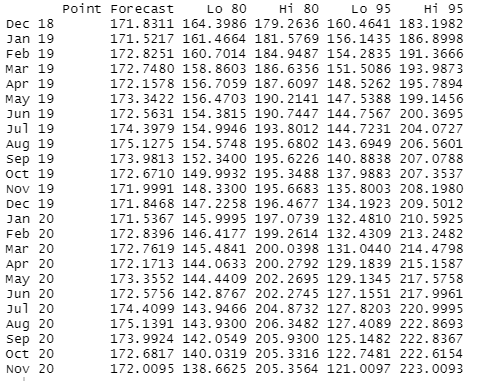 Point Forecast Lo 80 Hi 80 Lo 95 Hi 95
Dec 18 171.8311 164.3986 179.2636 160.4641 183.1982
Jan 19 171.5217 161.4664 181.5769 156.1435 186.8998
Feb 19 172.8251 160.7014 184.9487 154.2835 191.3666
Mar 19 172.7480 158.8603 186.6356 151.5086 193.9873
Apr 19 172.1578 156.7059 187.6097 148.5262 195.7894
May 19 173.3422 156.4703 190.2141 147.5388 199.1456
Jun 19 172.5631 154.3815 190.7447 144.7567 200.3695
Jul 19 174.3979 154.9946 193.8012 144.7231 204.0727
Aug 19 175.1275 154.5748 195.6802 143.6949 206.5601
Sep 19 173.9813 152.3400 195.6226 140.8838 207.0788
Oct 19 172.6710 149.9932 195.3488 137.9883 207.3537
Nov 19 171.9991 148.3300 195.6683 135.8003 208.1980
Dec 19 171.8468 147.2258 196.4677 134.1923 209.5012
Jan 20 171.5367 145.9995 197.0739 132.4810 210.5925
Feb 20 172.8396 146.4177 199.2614 132.4309 213.2482
Mar 20 172.7619 145.4841 200.0398 131.0440 214.4798
Apr 20 172.1713 144.0633 200.2792 129.1839 215.1587
May 20 173.3552 144.4409 202.2695 129.1345 217.5758
Jun 20 172.5756 142.8767 202.2745 127.1551 217.9961
Jul 20 174.4099 143.9466 204.8732 127.8203 220.9995
Aug 20 175.1391 143.9300 206.3482 127.4089 222.8693
Sep 20 173.9924 142.0549 205.9300 125.1482 222.8367
Oct 20 172.6817 140.0319 205.3316 122.7481 222.6154
Nov 20 172.0095 138.6625 205.3564 121.0097 223.0093